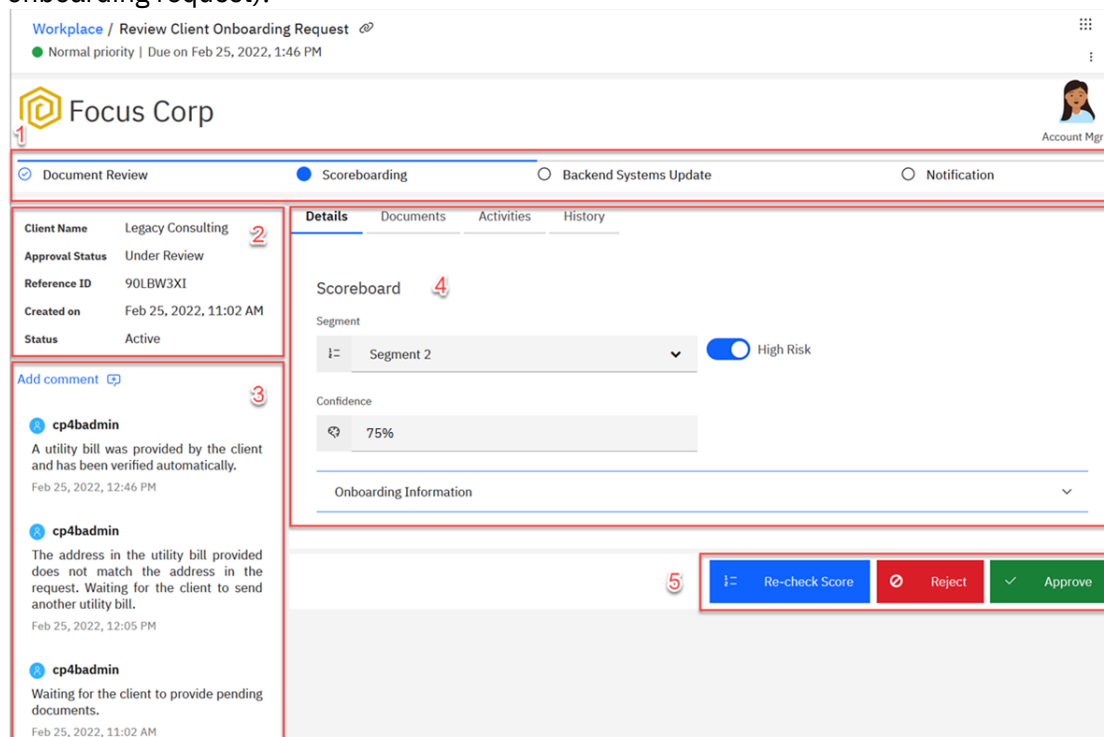 onboarding request).
Workplace / Review Client Onboarding Request
Normal priority | Due on Feb 25, 2022, 1:46 PM
Focus Corp
Account Mgr
1
Document Review
Scoreboarding
Backend Systems Update
Notification
Client Name Legacy Consulting
2
Approval Status Under Review
Reference ID 90LBW3XI
Created on Feb 25, 2022, 11:02 AM
Status Active
Add comment
3
cp4badmin
A utility bill was provided by the client
and has been verified automatically.
Feb 25, 2022, 12:46 PM
cp4badmin
The address in the utility bill provided
does not match the address in the
request. Waiting for the client to send
another utility bill.
Feb 25, 2022, 12:05 PM
cp4badmin
Waiting for the client to provide pending
documents.
Feb 25, 2022, 11:02 AM
Details Documents Activities History
Scoreboard
4
Segment
Segment 2
High Risk
Confidence
75%
Onboarding Information
5
Re-check Score
Reject
Approve